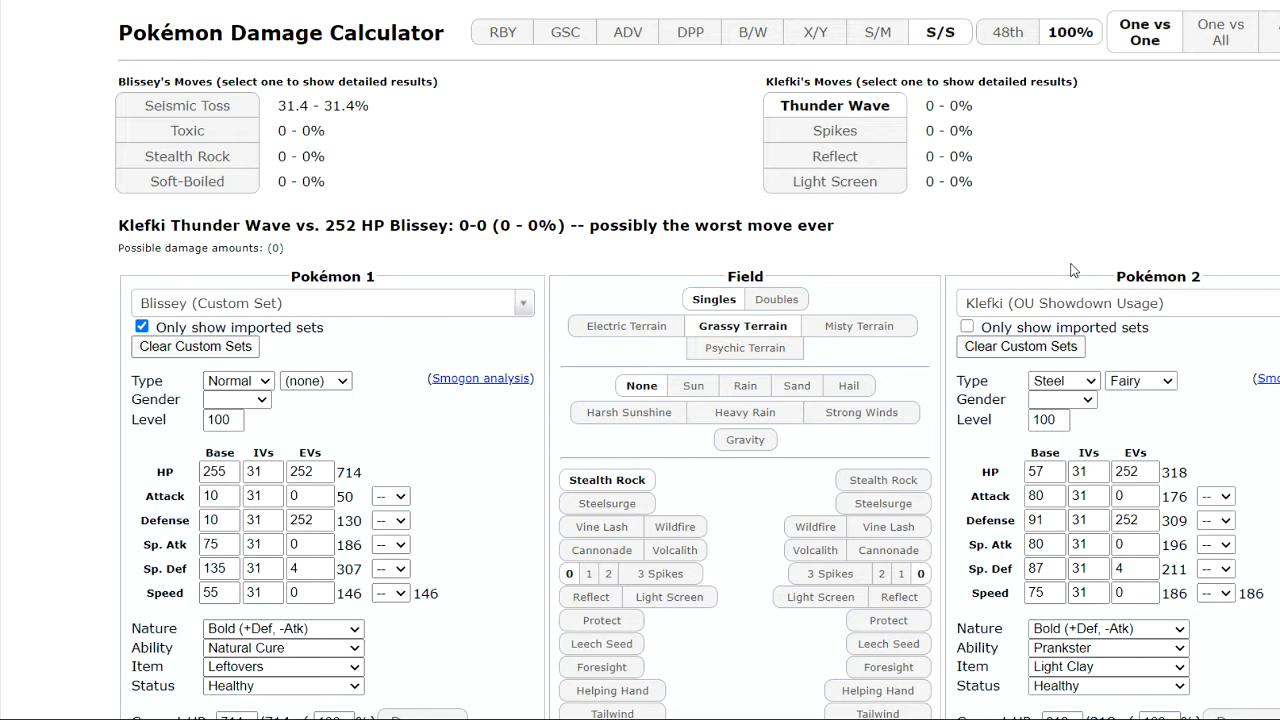 Pokémon Damage Calculator RBY GSC ADV DPP B/W X/Y S/M S/S 48th 100% One vs One One vs All
Blissey's Moves (select one to show detailed results) Klefki's Moves (select one to show detailed results)
Seismic Toss 31.4 - 31.4% Thunder Wave 0 - 0%
Toxic 0 - 0% Spikes 0 - 0%
Stealth Rock 0 - 0% Reflect 0 - 0%
Soft-Boiled 0 - 0% Light Screen 0 - 0%
Klefki Thunder Wave vs. 252 HP Blissey: 0-0 (0 - 0%) -- possibly the worst move ever
Possible damage amounts: (0)
Pokémon 1
Blissey (Custom Set)
Only show imported sets
Clear Custom Sets
Type Normal (none) (Smogon analysis)
Gender
Level 100
Base IVs EVs
HP 255 31 252 714
Attack 10 31 0 50 --
Defense 10 31 252 130 --
Sp. Atk 75 31 0 186 --
Sp. Def 135 31 4 307 --
Speed 55 31 0 146 -- 146
Nature Bold (+Def, -Atk)
Ability Natural Cure
Item Leftovers
Status Healthy
Field
Singles Doubles
Electric Terrain Grassy Terrain Misty Terrain
Psychic Terrain
None Sun Rain Sand Hail
Harsh Sunshine Heavy Rain Strong Winds
Gravity
Stealth Rock Stealth Rock
Steelsurge Steelsurge
Vine Lash Wildfire Wildfire Vine Lash
Cannonade Volcalith Volcalith Cannonade
0 1 2 3 Spikes 3 Spikes 2 1 0
Reflect Light Screen Light Screen Reflect
Protect Protect
Leech Seed Leech Seed
Foresight Foresight
Helping Hand Helping Hand
Tailwind Tailwind
Pokémon 2
Klefki (OU Showdown Usage)
Only show imported sets
Clear Custom Sets
Type Steel Fairy (Smo
Gender
Level 100
Base IVs EVs
HP 57 31 252 318
Attack 80 31 0 176 --
Defense 91 31 252 309 --
Sp. Atk 80 31 0 196 --
Sp. Def 87 31 4 211 --
Speed 75 31 0 186 -- 186
Nature Bold (+Def, -Atk)
Ability Prankster
Item Light Clay
Status Healthy